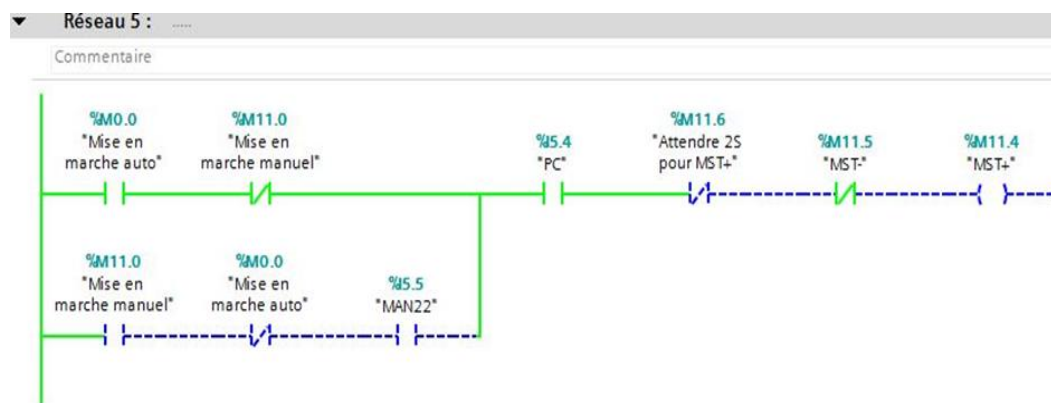 Réseau 5 : .....
Commentaire
%M0.0
"Mise en
marche auto"
%M11.0
"Mise en
marche manuel"
%I5.4
"PC"
%M11.6
"Attendre 2S
pour MST+"
%M11.5
"MST-"
%M11.4
"MST+"
%M11.0
"Mise en
marche manuel"
%M0.0
"Mise en
marche auto"
%I5.5
"MAN22"